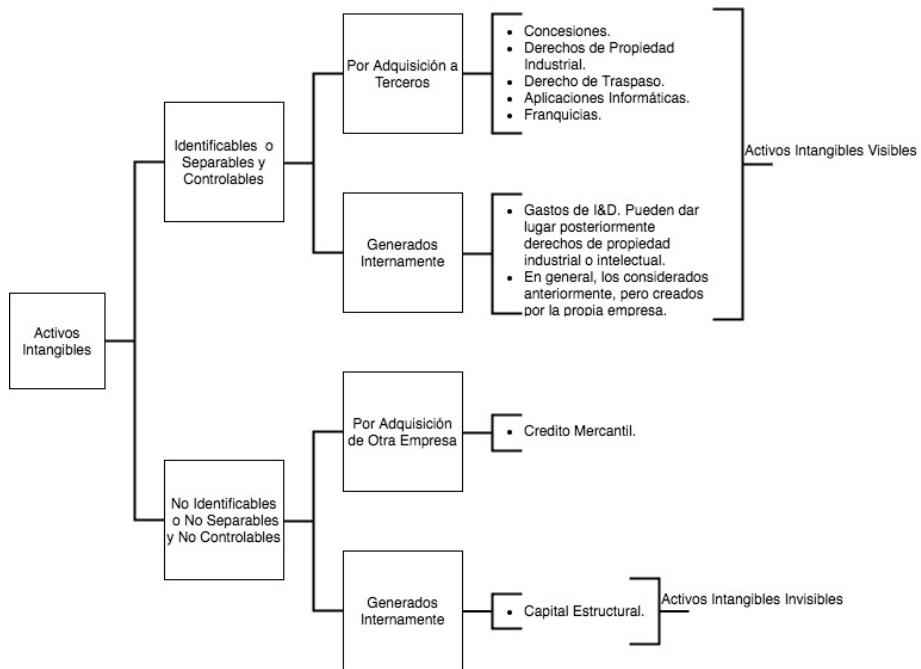 Activos
Intangibles
Identificables o
Separables y
Controlables
Por Adquisición a
Terceros
• Concesiones.
• Derechos de Propiedad
Industrial.
• Derecho de Traspaso.
• Aplicaciones Informáticas.
• Franquicias.
Generados
Internamente
• Gastos de I&D. Pueden dar
lugar posteriormente
derechos de propiedad
industrial o intelectual.
• En general, los considerados
anteriormente, pero creados
por la propia empresa.
Activos Intangibles Visibles
No Identificables
o No Separables
y No Controlables
Por Adquisición
de Otra Empresa
• Credito Mercantil.
Generados
Internamente
• Capital Estructural.
Activos Intangibles Invisibles